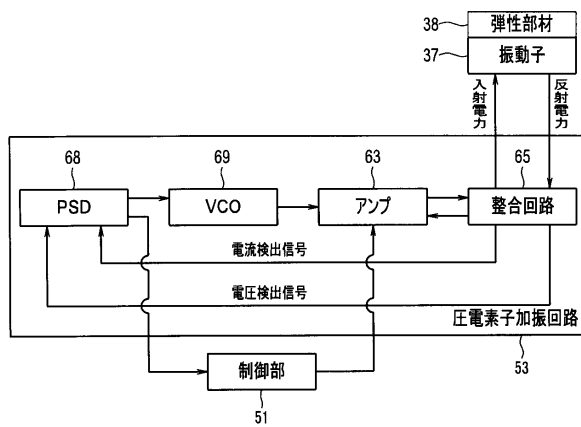 38
弾性部材
37
振動子
入射電力
反射電力
68
69
63
65
PSD
VCO
アンプ
整合回路
電流検出信号
電圧検出信号
圧電素子加振回路
53
制御部
51